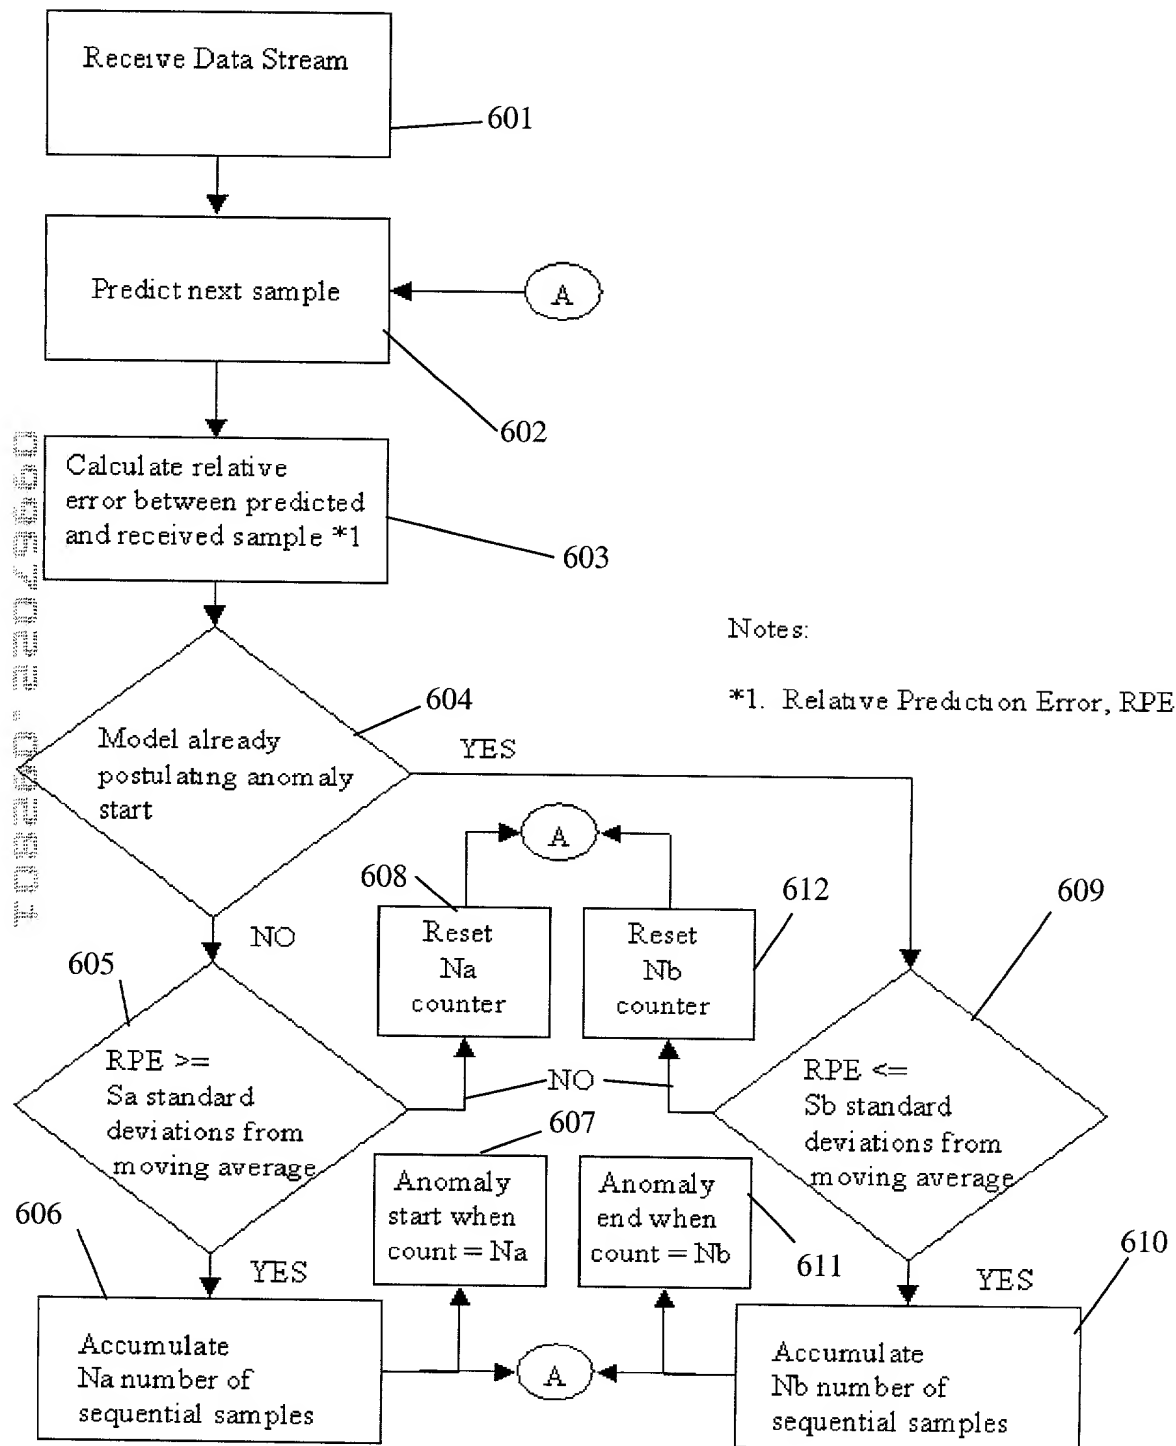 Receive Data Stream
601
Predict next sample
A
602
Calculate relative
error between predicted
and received sample *1
603
Notes:
*1. Relative Prediction Error, RPE
604
Model already
postulating anomaly
start
YES
NO
A
608
Reset
Na
counter
612
Reset
Nb
counter
609
605
RPE >=
Sa standard
deviations from
moving average
NO
RPE <=
Sb standard
deviations from
moving average
607
Anomaly
start when
count = Na
Anomaly
end when
count = Nb
611
606
YES
YES
610
Accumulate
Na number of
sequential samples
A
Accumulate
Nb number of
sequential samples